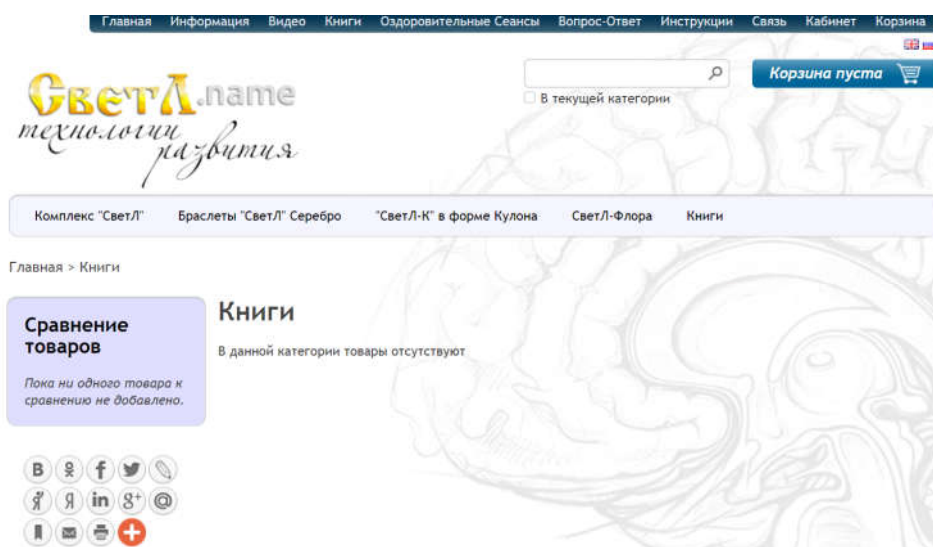 Главная Информация Видео Книги Оздоровительные Сеансы Вопрос-Ответ Инструкции Связь Кабинет Корзина
СветЛ.name
технологии
развития
Корзина пуста
В текущей категории
Комплекс "СветЛ" Браслеты "СветЛ" Серебро "СветЛ-К" в форме Кулона СветЛ-Флора Книги
Главная > Книги
Сравнение
товаров
Пока ни одного товара к
сравнению не добавлено.
Книги
В данной категории товары отсутствуют